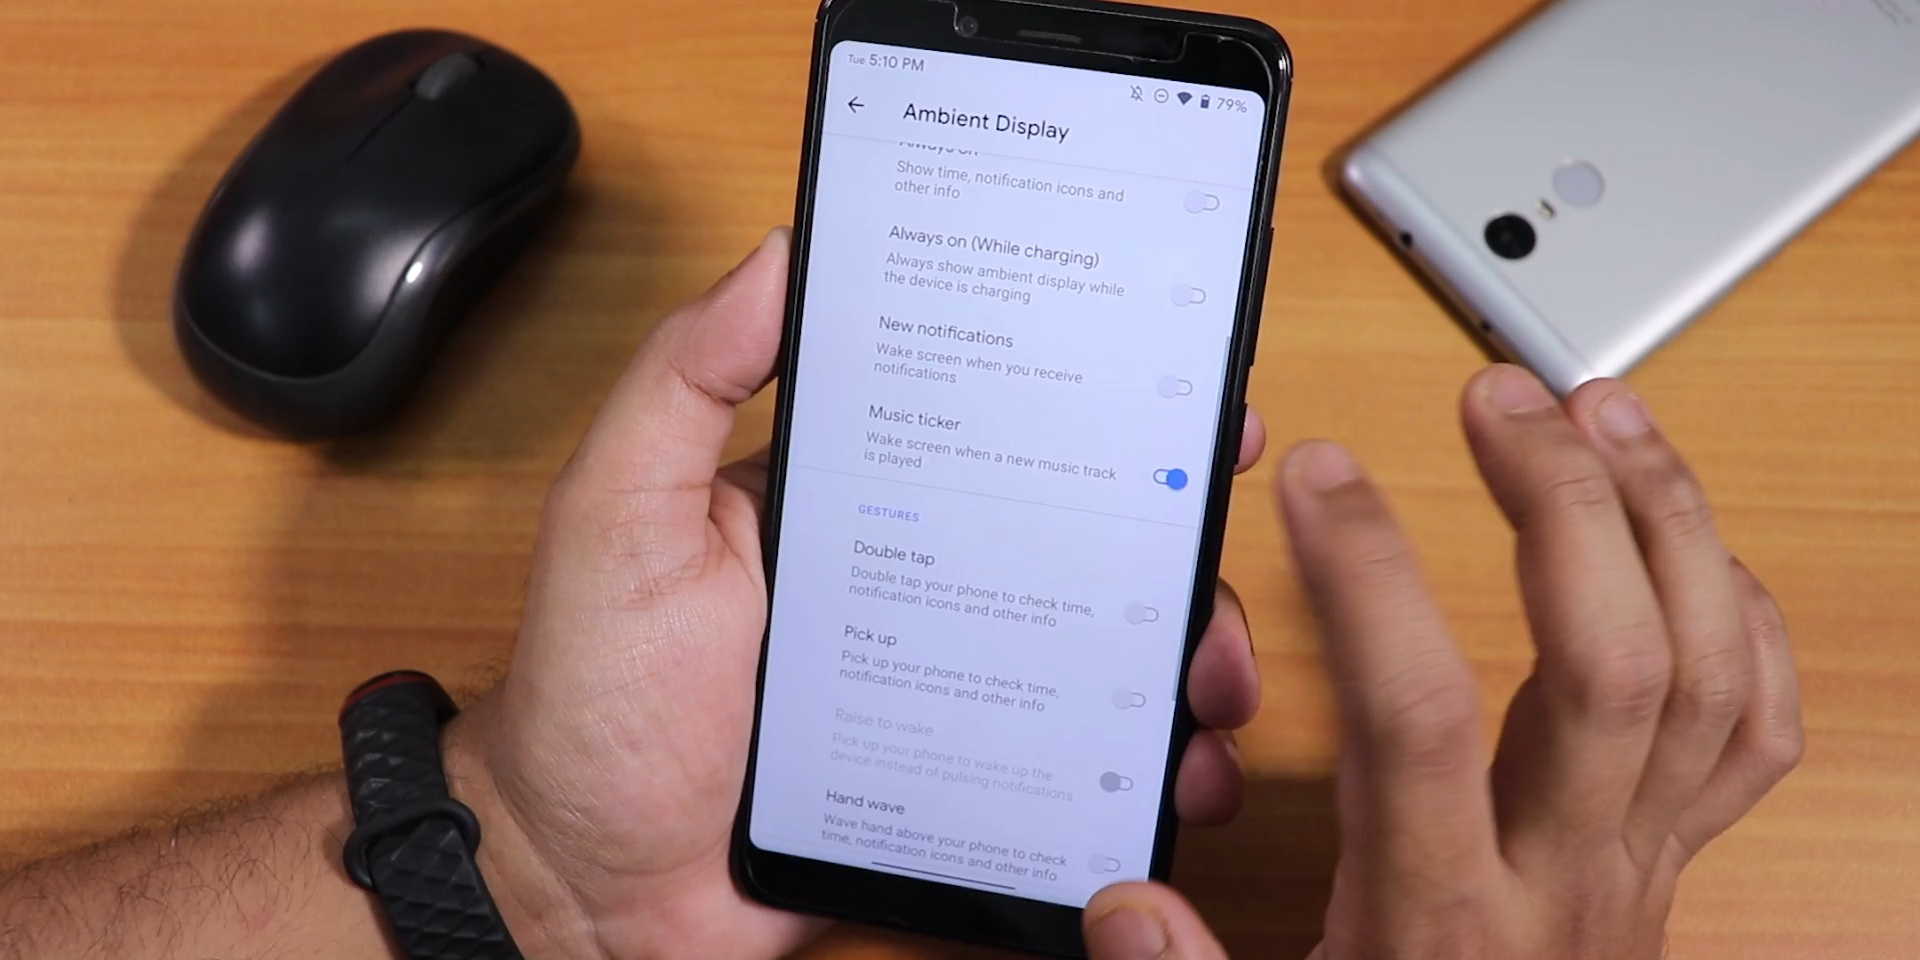 Tue 5:10 PM
79%
Ambient Display
Always on
Show time, notification icons and
other info
Always on (While charging)
Always show ambient display while
the device is charging
New notifications
Wake screen when you receive
notifications
Music ticker
Wake screen when a new music track
is played
GESTURES
Double tap
Double tap your phone to check time,
notification icons and other info
Pick up
Pick up your phone to check time,
notification icons and other info
Raise to wake
Pick up your phone to wake up the
device instead of pulsing notifications
Hand wave
Wave hand above your phone to check
time, notification icons and other info